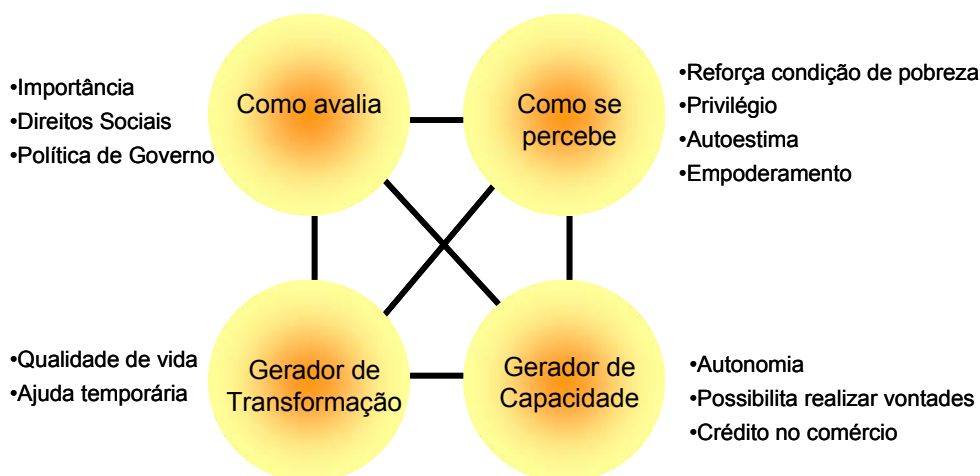 •Importância
•Direitos Sociais
•Política de Governo
Como avalia
Como se
percebe
•Reforça condição de pobreza
•Privilégio
•Autoestima
•Empoderamento
•Qualidade de vida
•Ajuda temporária
Gerador de
Transformação
Gerador de
Capacidade
•Autonomia
•Possibilita realizar vontades
•Crédito no comércio